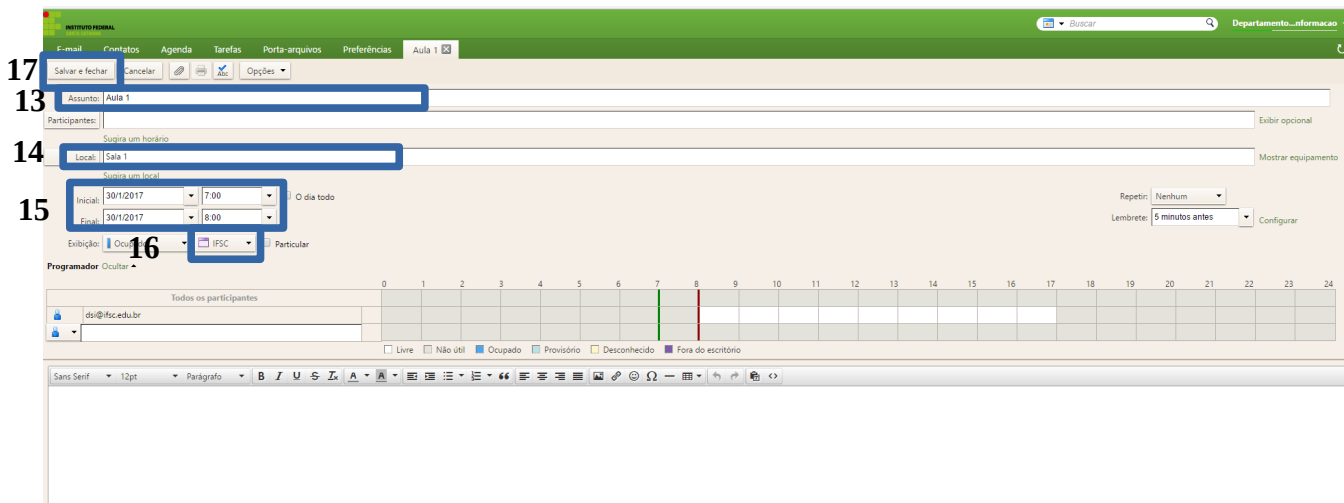 INSTITUTO FEDERAL
SANTA CATARINA
Buscar
Departamento...nformacao
E-mail Contatos Agenda Tarefas Porta-arquivos Preferências Aula 1
17 Salvar e fechar Cancelar Abc Opções
13 Assunto: Aula 1
Participantes: Exibir opcional
Sugira um horário
14 Local: Sala 1 Mostrar equipamento
Sugira um local
15 Inicial: 30/1/2017 7:00 O dia todo Repetir: Nenhum
Final: 30/1/2017 8:00 Lembrete: 5 minutos antes Configurar
Exibição: Ocupado 16 IFSC Particular
Programador Ocultar
0 1 2 3 4 5 6 7 8 9 10 11 12 13 14 15 16 17 18 19 20 21 22 23 24
Todos os participantes
dsi@ifsc.edu.br
Livre Não útil Ocupado Provisório Desconhecido Fora do escritório
Sans Serif 12pt Parágrafo B I U S Ix A A Ω